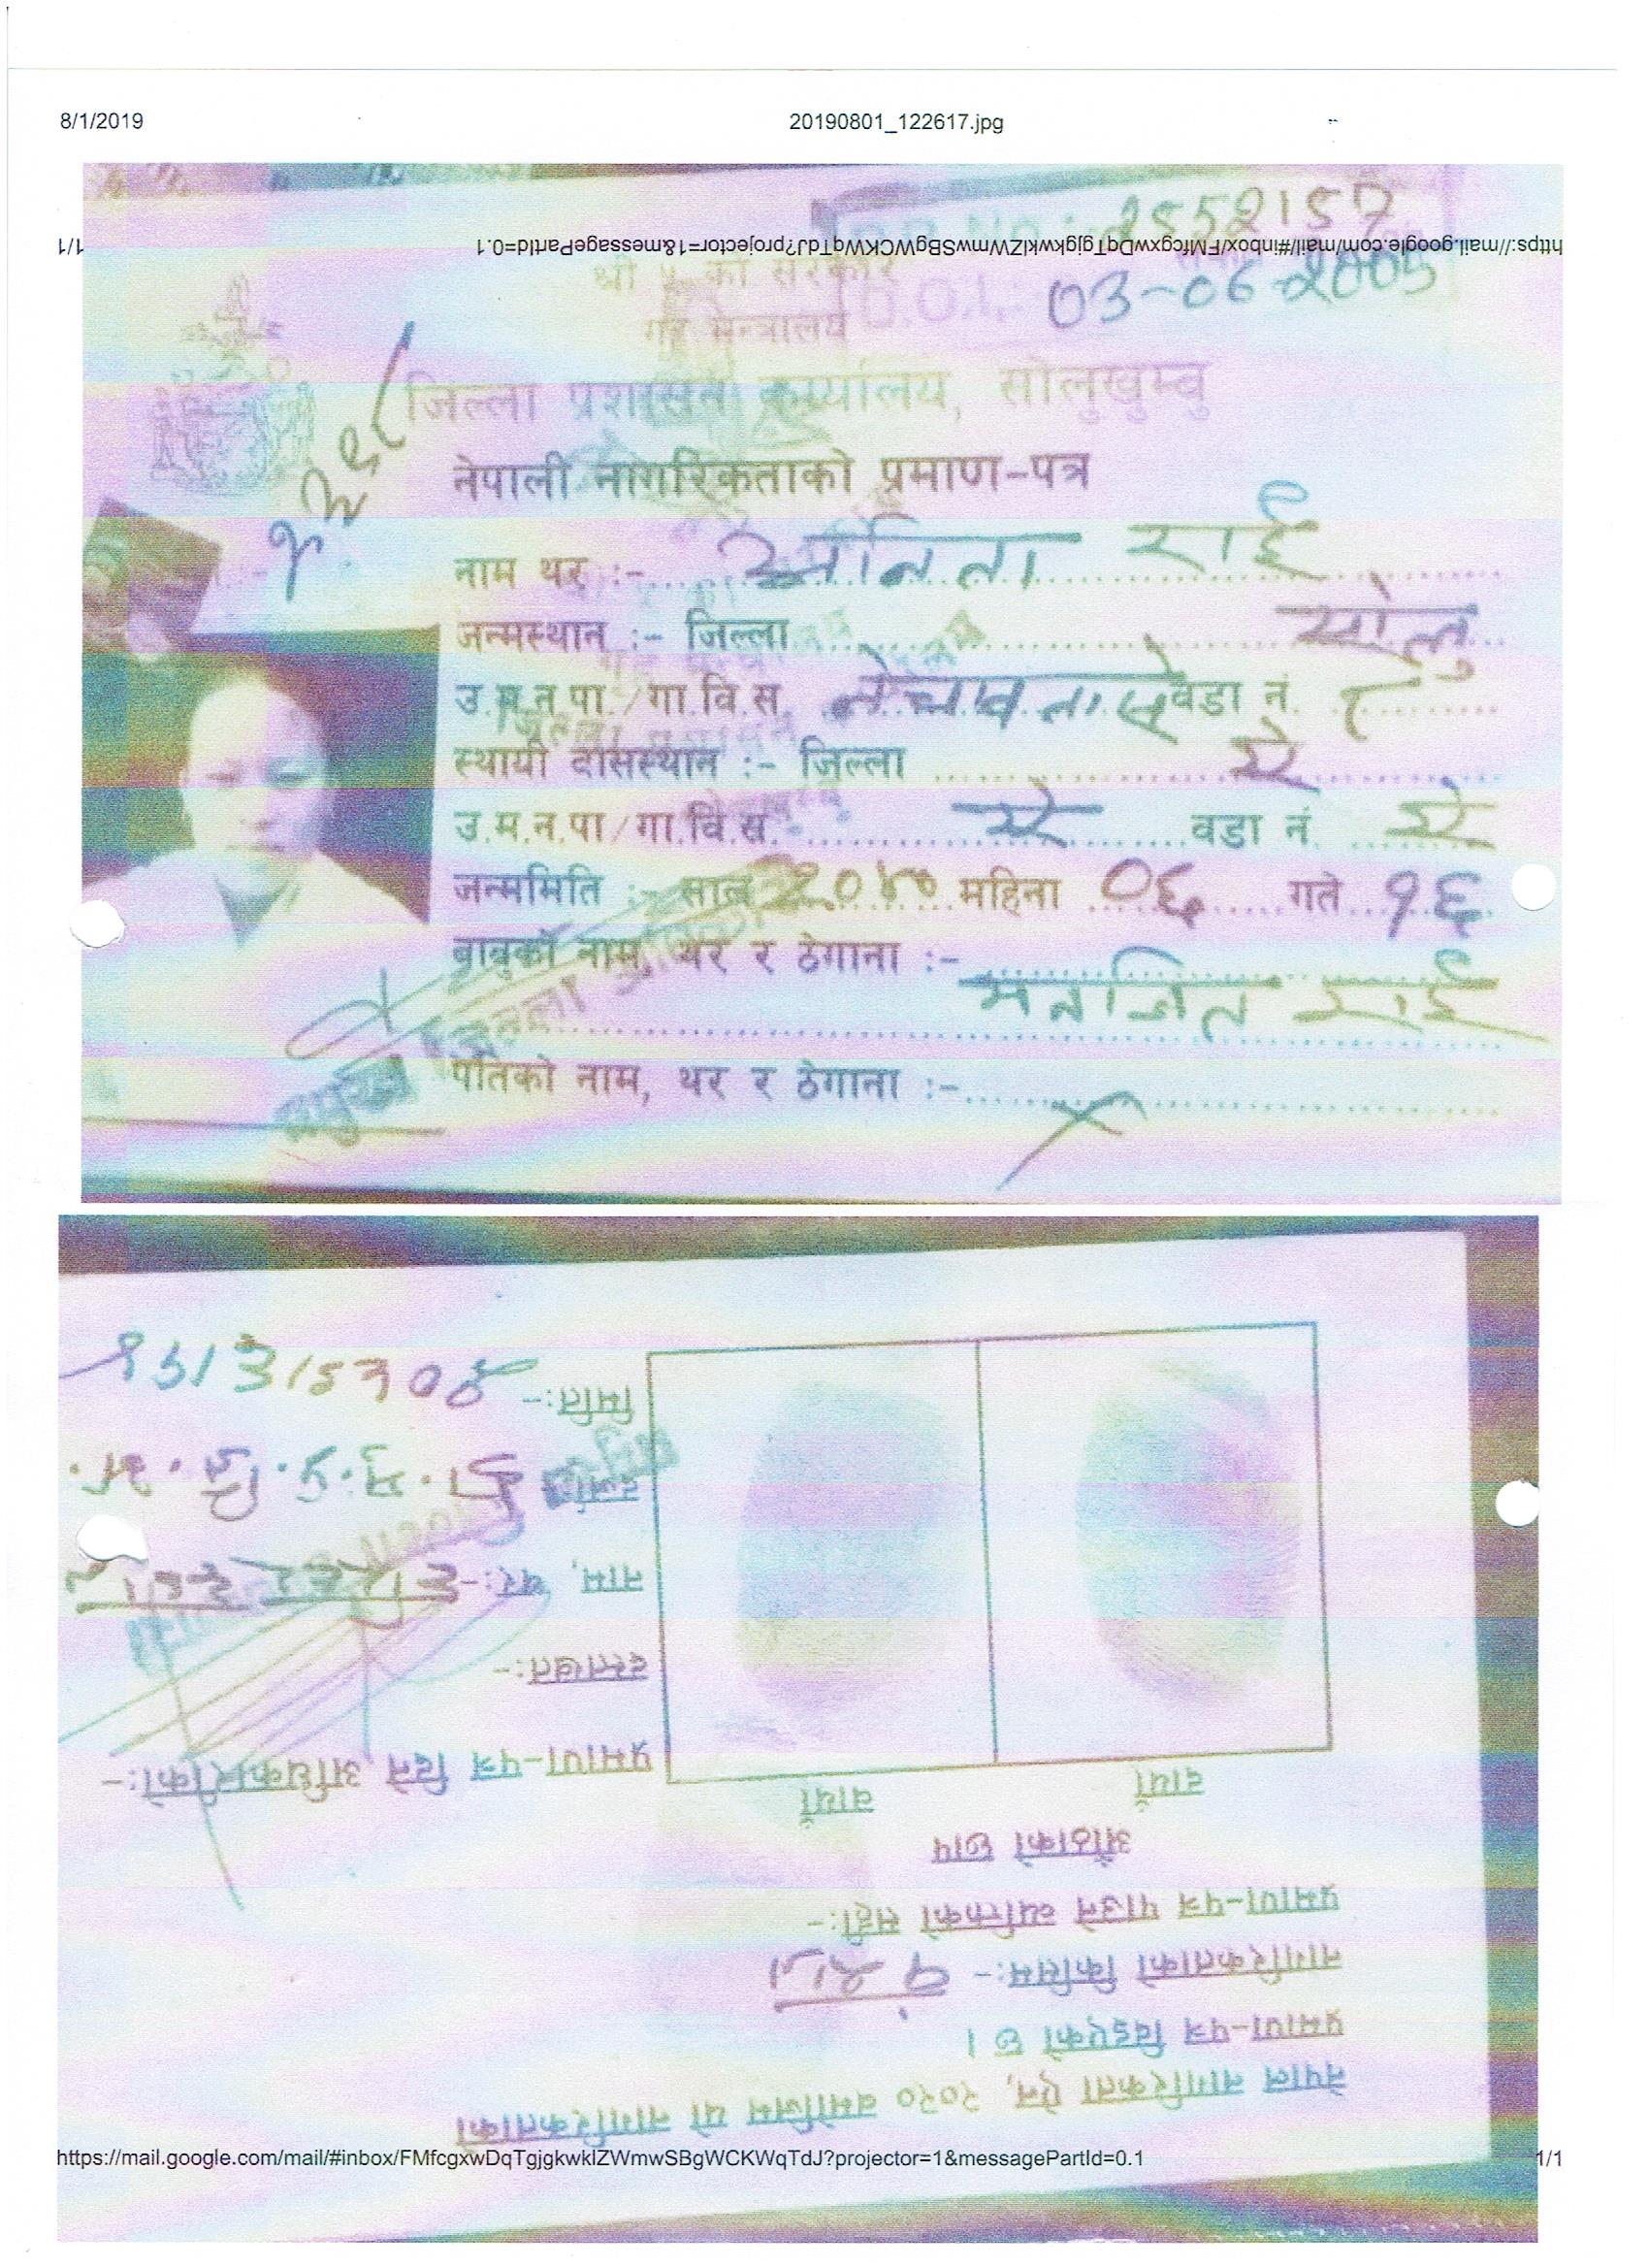 8/1/2019 20190801_122617.jpg
2552157
https://mail.google.com/mail/#inbox/FMfcgxwDqTgjgkwklZWmwSBgWCKWqTdJ?projector=1&messagePartId=0.1 1/1
श्री ५ को सरकार
D.O.I.: 03-06-2005
गृह मन्त्रालय
जिल्ला प्रशासन कार्यालय, सोलुखुम्बु
नेपाली नागरिकताको प्रमाण-पत्र
नाम थर :- अनिता राई
जन्मस्थान :- जिल्ला सोलु
उ.म.न.पा./गा.वि.स. वडा नं. ८
स्थायी वासस्थान :- जिल्ला ऐ
उ.म.न.पा/गा.वि.स. ऐ वडा नं ऐ
जन्ममिति :- साल २०४० महिना ०६ गते १६
बाबुको नाम, थर र ठेगाना :-
मनजित राई
पतिको नाम, थर र ठेगाना :-
नेपाल नागरिकता ऐन, २०२० बमोजिम यो नागरिकताको
प्रमाण-पत्र दिइएको छ ।
नागरिकताको किसिम:- वंशज
प्रमाण-पत्र पाउने व्यक्तिको सही:-
औंठाको छाप
दायाँ बायाँ
प्रमाण-पत्र दिने अधिकारीको:-
दस्तखत:-
नाम, थर:-
दर्जा:- प्र. जि. अ.
मिति:-
https://mail.google.com/mail/#inbox/FMfcgxwDqTgjgkwklZWmwSBgWCKWqTdJ?projector=1&messagePartId=0.1 1/1